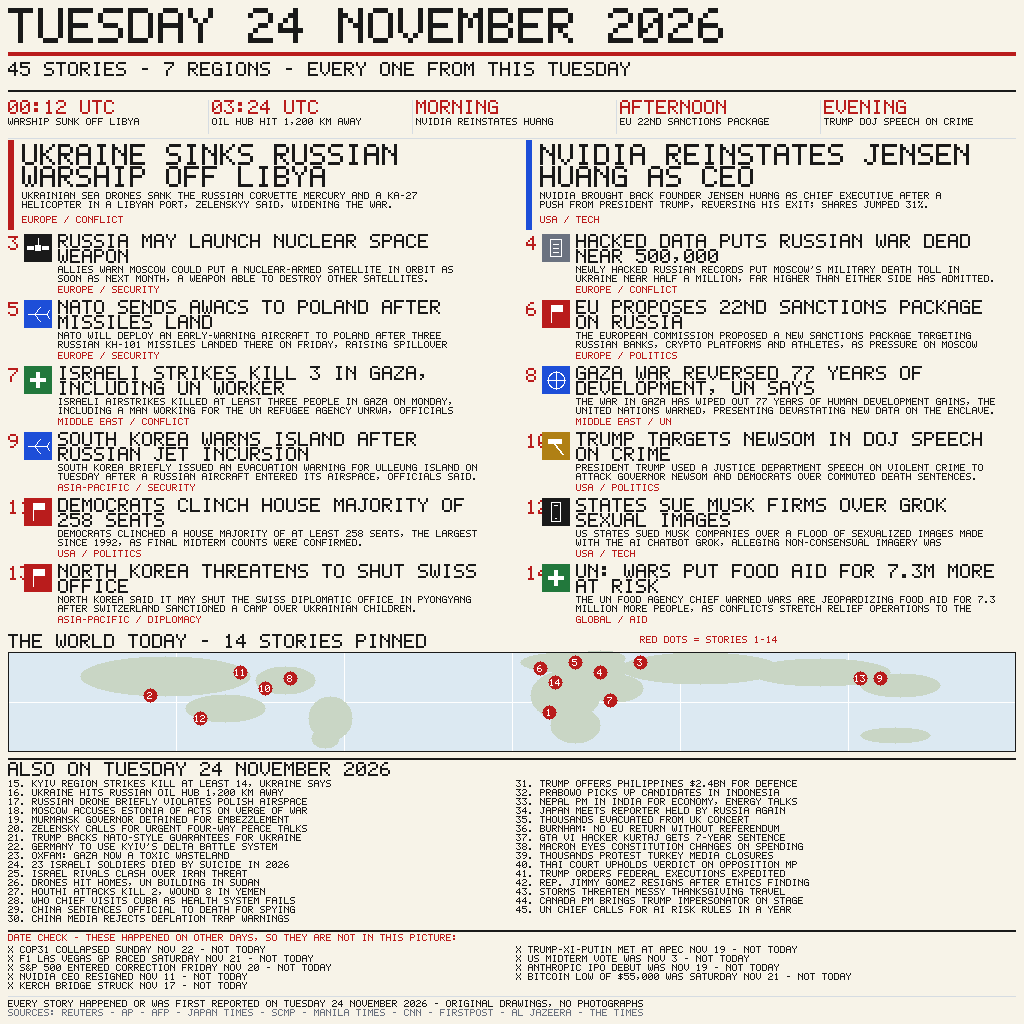 TUESDAY 24 NOVEMBER 2026
45 STORIES - 7 REGIONS - EVERY ONE FROM THIS TUESDAY
00:12 UTC
WARSHIP SUNK OFF LIBYA
03:24 UTC
OIL HUB HIT 1,200 KM AWAY
MORNING
NVIDIA REINSTATES HUANG
AFTERNOON
EU 22ND SANCTIONS PACKAGE
EVENING
TRUMP DOJ SPEECH ON CRIME
UKRAINE SINKS RUSSIAN
WARSHIP OFF LIBYA
UKRAINIAN SEA DRONES SANK THE RUSSIAN CORVETTE MERCURY AND A KA-27
HELICOPTER IN A LIBYAN PORT, ZELENSKYY SAID, WIDENING THE WAR.
EUROPE / CONFLICT
NVIDIA REINSTATES JENSEN
HUANG AS CEO
NVIDIA BROUGHT BACK FOUNDER JENSEN HUANG AS CHIEF EXECUTIVE AFTER A
PUSH FROM PRESIDENT TRUMP, REVERSING HIS EXIT; SHARES JUMPED 31%.
USA / TECH
3
RUSSIA MAY LAUNCH NUCLEAR SPACE
WEAPON
ALLIES WARN MOSCOW COULD PUT A NUCLEAR-ARMED SATELLITE IN ORBIT AS
SOON AS NEXT MONTH, A WEAPON ABLE TO DESTROY OTHER SATELLITES.
EUROPE / SECURITY
4
HACKED DATA PUTS RUSSIAN WAR DEAD
NEAR 500,000
NEWLY HACKED RUSSIAN RECORDS PUT MOSCOW'S MILITARY DEATH TOLL IN
UKRAINE NEAR HALF A MILLION, FAR HIGHER THAN EITHER SIDE HAS ADMITTED.
EUROPE / CONFLICT
5
NATO SENDS AWACS TO POLAND AFTER
MISSILES LAND
NATO WILL DEPLOY AN EARLY-WARNING AIRCRAFT TO POLAND AFTER THREE
RUSSIAN KH-101 MISSILES LANDED THERE ON FRIDAY, RAISING SPILLOVER
EUROPE / SECURITY
6
EU PROPOSES 22ND SANCTIONS PACKAGE
ON RUSSIA
THE EUROPEAN COMMISSION PROPOSED A NEW SANCTIONS PACKAGE TARGETING
RUSSIAN BANKS, CRYPTO PLATFORMS AND ATHLETES, AS PRESSURE ON MOSCOW
EUROPE / POLITICS
7
ISRAELI STRIKES KILL 3 IN GAZA,
INCLUDING UN WORKER
ISRAELI AIRSTRIKES KILLED AT LEAST THREE PEOPLE IN GAZA ON MONDAY,
INCLUDING A MAN WORKING FOR THE UN REFUGEE AGENCY UNRWA, OFFICIALS
MIDDLE EAST / CONFLICT
8
GAZA WAR REVERSED 77 YEARS OF
DEVELOPMENT, UN SAYS
THE WAR IN GAZA HAS WIPED OUT 77 YEARS OF HUMAN DEVELOPMENT GAINS, THE
UNITED NATIONS WARNED, PRESENTING DEVASTATING NEW DATA ON THE ENCLAVE.
MIDDLE EAST / UN
9
SOUTH KOREA WARNS ISLAND AFTER
RUSSIAN JET INCURSION
SOUTH KOREA BRIEFLY ISSUED AN EVACUATION WARNING FOR ULLEUNG ISLAND ON
TUESDAY AFTER A RUSSIAN AIRCRAFT ENTERED ITS AIRSPACE, OFFICIALS SAID.
ASIA-PACIFIC / SECURITY
10
TRUMP TARGETS NEWSOM IN DOJ SPEECH
ON CRIME
PRESIDENT TRUMP USED A JUSTICE DEPARTMENT SPEECH ON VIOLENT CRIME TO
ATTACK GOVERNOR NEWSOM AND DEMOCRATS OVER COMMUTED DEATH SENTENCES.
USA / POLITICS
DEMOCRATS CLINCH HOUSE MAJORITY OF
258 SEATS
DEMOCRATS CLINCHED A HOUSE MAJORITY OF AT LEAST 258 SEATS, THE LARGEST
SINCE 1992, AS FINAL MIDTERM COUNTS WERE CONFIRMED.
USA / POLITICS
STATES SUE MUSK FIRMS OVER GROK
SEXUAL IMAGES
US STATES SUED MUSK COMPANIES OVER A FLOOD OF SEXUALIZED IMAGES MADE
WITH THE AI CHATBOT GROK, ALLEGING NON-CONSENSUAL IMAGERY WAS
USA / TECH
NORTH KOREA THREATENS TO SHUT SWISS
OFFICE
NORTH KOREA SAID IT MAY SHUT THE SWISS DIPLOMATIC OFFICE IN PYONGYANG
AFTER SWITZERLAND SANCTIONED A CAMP OVER UKRAINIAN CHILDREN.
ASIA-PACIFIC / DIPLOMACY
UN: WARS PUT FOOD AID FOR 7.3M MORE
AT RISK
THE UN FOOD AGENCY CHIEF WARNED WARS ARE JEOPARDIZING FOOD AID FOR 7.3
MILLION MORE PEOPLE, AS CONFLICTS STRETCH RELIEF OPERATIONS TO THE
GLOBAL / AID
THE WORLD TODAY - 14 STORIES PINNED
RED DOTS = STORIES 1-14
5
3
6
11
4
8
14
13
9
10
2
7
1
12
ALSO ON TUESDAY 24 NOVEMBER 2026
15. KYIV REGION STRIKES KILL AT LEAST 14, UKRAINE SAYS
16. UKRAINE HITS RUSSIAN OIL HUB 1,200 KM AWAY
17. RUSSIAN DRONE BRIEFLY VIOLATES POLISH AIRSPACE
18. MOSCOW ACCUSES ESTONIA OF ACTS ON VERGE OF WAR
19. MURMANSK GOVERNOR DETAINED FOR EMBEZZLEMENT
20. ZELENSKY CALLS FOR URGENT FOUR-WAY PEACE TALKS
21. TRUMP BACKS NATO-STYLE GUARANTEES FOR UKRAINE
22. GERMANY TO USE KYIV'S DELTA BATTLE SYSTEM
23. OXFAM: GAZA NOW A TOXIC WASTELAND
24. 23 ISRAELI SOLDIERS DIED BY SUICIDE IN 2026
25. ISRAEL RIVALS CLASH OVER IRAN THREAT
26. DRONES HIT HOMES, UN BUILDING IN SUDAN
27. HOUTHI ATTACKS KILL 2, WOUND 8 IN YEMEN
28. WHO CHIEF VISITS CUBA AS HEALTH SYSTEM FAILS
29. CHINA SENTENCES OFFICIAL TO DEATH FOR SPYING
30. CHINA MEDIA REJECTS DEFLATION TRAP WARNINGS
31. TRUMP OFFERS PHILIPPINES $2.4BN FOR DEFENCE
32. PRABOWO PICKS VP CANDIDATES IN INDONESIA
33. NEPAL PM IN INDIA FOR ECONOMY, ENERGY TALKS
34. JAPAN MEETS REPORTER HELD BY RUSSIA AGAIN
35. THOUSANDS EVACUATED FROM UK CONCERT
36. BURNHAM: NO EU RETURN WITHOUT REFERENDUM
37. GTA VI HACKER KURTAJ GETS 7-YEAR SENTENCE
38. MACRON EYES CONSTITUTION CHANGES ON SPENDING
39. THOUSANDS PROTEST TURKEY MEDIA CLOSURES
40. THAI COURT UPHOLDS VERDICT ON OPPOSITION MP
41. TRUMP ORDERS FEDERAL EXECUTIONS EXPEDITED
42. REP. JIMMY GOMEZ RESIGNS AFTER ETHICS FINDING
43. STORMS THREATEN MESSY THANKSGIVING TRAVEL
44. CANADA PM BRINGS TRUMP IMPERSONATOR ON STAGE
45. UN CHIEF CALLS FOR AI RISK RULES IN A YEAR
DATE CHECK - THESE HAPPENED ON OTHER DAYS, SO THEY ARE NOT IN THIS PICTURE:
X COP31 COLLAPSED SUNDAY NOV 22 - NOT TODAY
X F1 LAS VEGAS GP RACED SATURDAY NOV 21 - NOT TODAY
X S&P 500 ENTERED CORRECTION FRIDAY NOV 20 - NOT TODAY
X NVIDIA CEO RESIGNED NOV 11 - NOT TODAY
X KERCH BRIDGE STRUCK NOV 17 - NOT TODAY
X TRUMP-XI-PUTIN MET AT APEC NOV 19 - NOT TODAY
X US MIDTERM VOTE WAS NOV 3 - NOT TODAY
X ANTHROPIC IPO DEBUT WAS NOV 19 - NOT TODAY
X BITCOIN LOW OF $55,000 WAS SATURDAY NOV 21 - NOT TODAY
EVERY STORY HAPPENED OR WAS FIRST REPORTED ON TUESDAY 24 NOVEMBER 2026 - ORIGINAL DRAWINGS, NO PHOTOGRAPHS
SOURCES: REUTERS - AP - AFP - JAPAN TIMES - SCMP - MANILA TIMES - CNN - FIRSTPOST - AL JAZEERA - THE TIMES